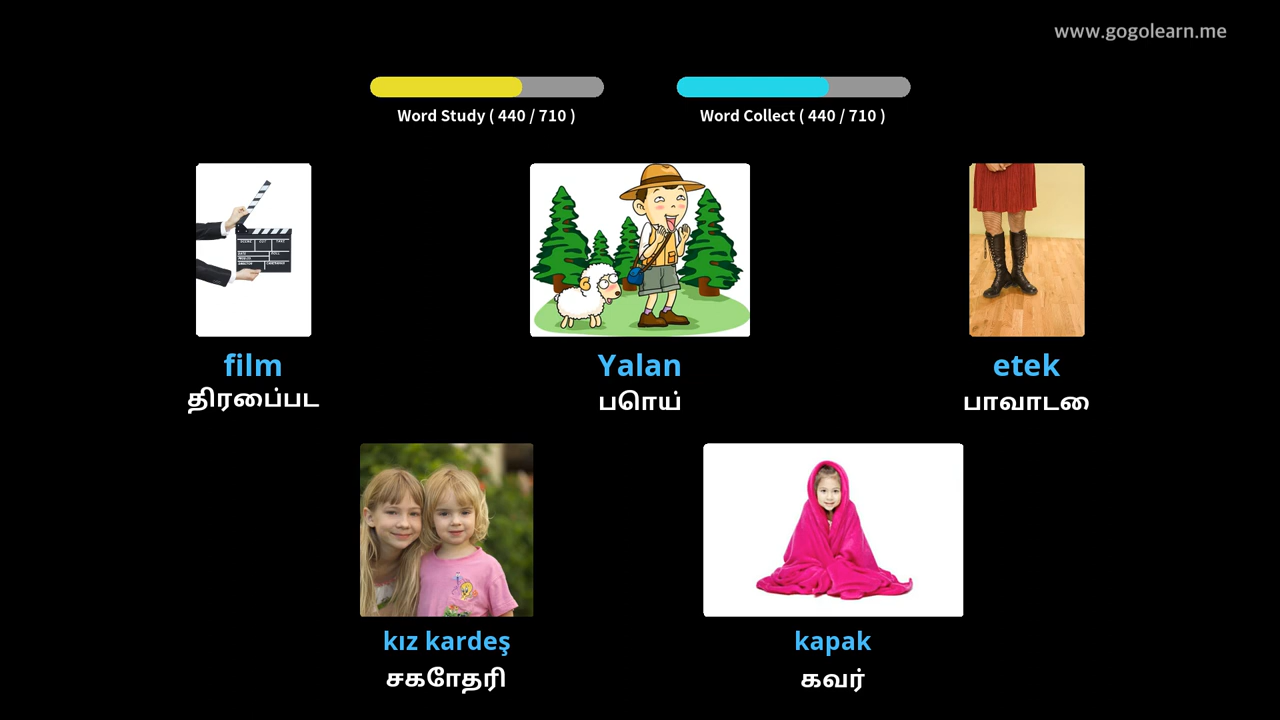 www.gogolearn.me
Word Study ( 440 / 710 )
Word Collect ( 440 / 710 )
film
திரைப்பட
Yalan
பொய்
etek
பாவாடை
kız kardeş
சகோதரி
kapak
கவர்